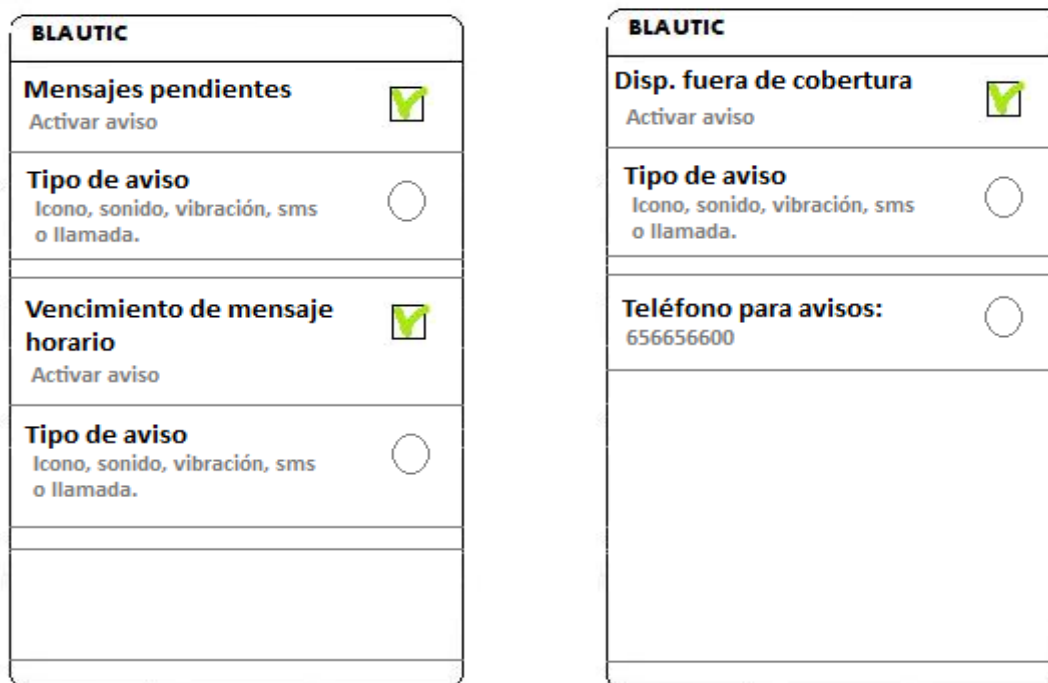 BLAUTIC
Mensajes pendientes
Activar aviso
Tipo de aviso
Icono, sonido, vibración, sms
o llamada.
Vencimiento de mensaje
horario
Activar aviso
Tipo de aviso
Icono, sonido, vibración, sms
o llamada.
BLAUTIC
Disp. fuera de cobertura
Activar aviso
Tipo de aviso
Icono, sonido, vibración, sms
o llamada.
Teléfono para avisos:
656656600